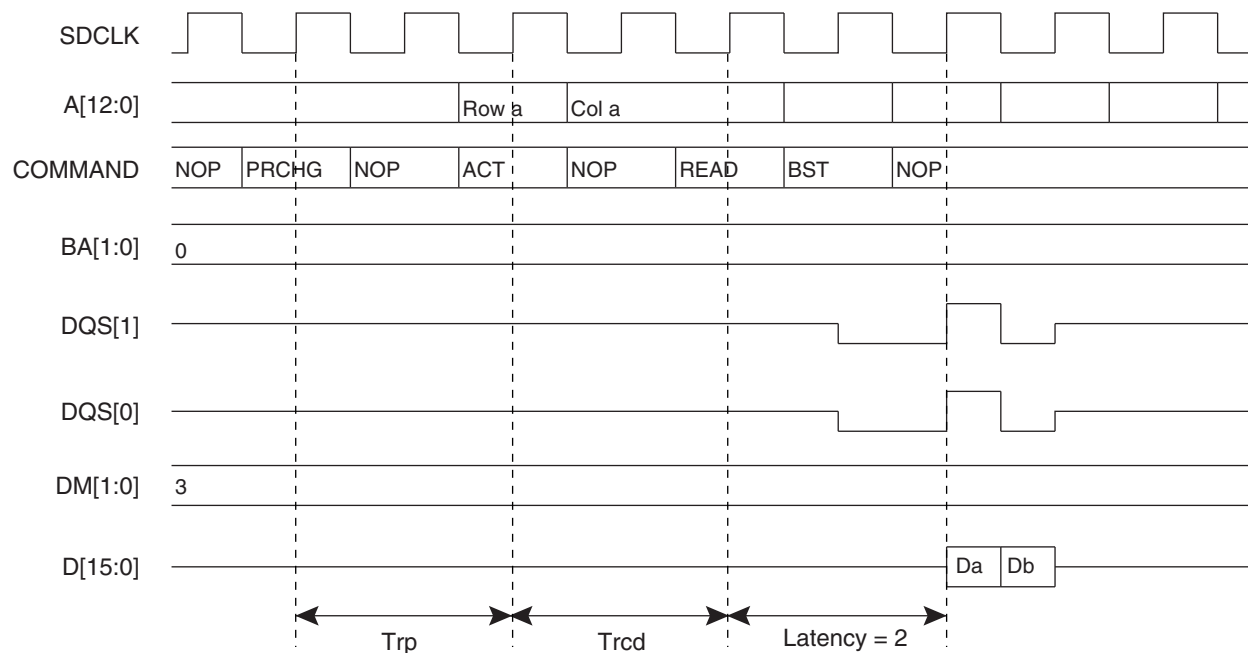 SDCLK
A[12:0] Row a Col a
COMMAND NOP PRCHG NOP ACT NOP READ BST NOP
BA[1:0] 0
DQS[1]
DQS[0]
DM[1:0] 3
D[15:0] Da Db
Trp Trcd Latency = 2